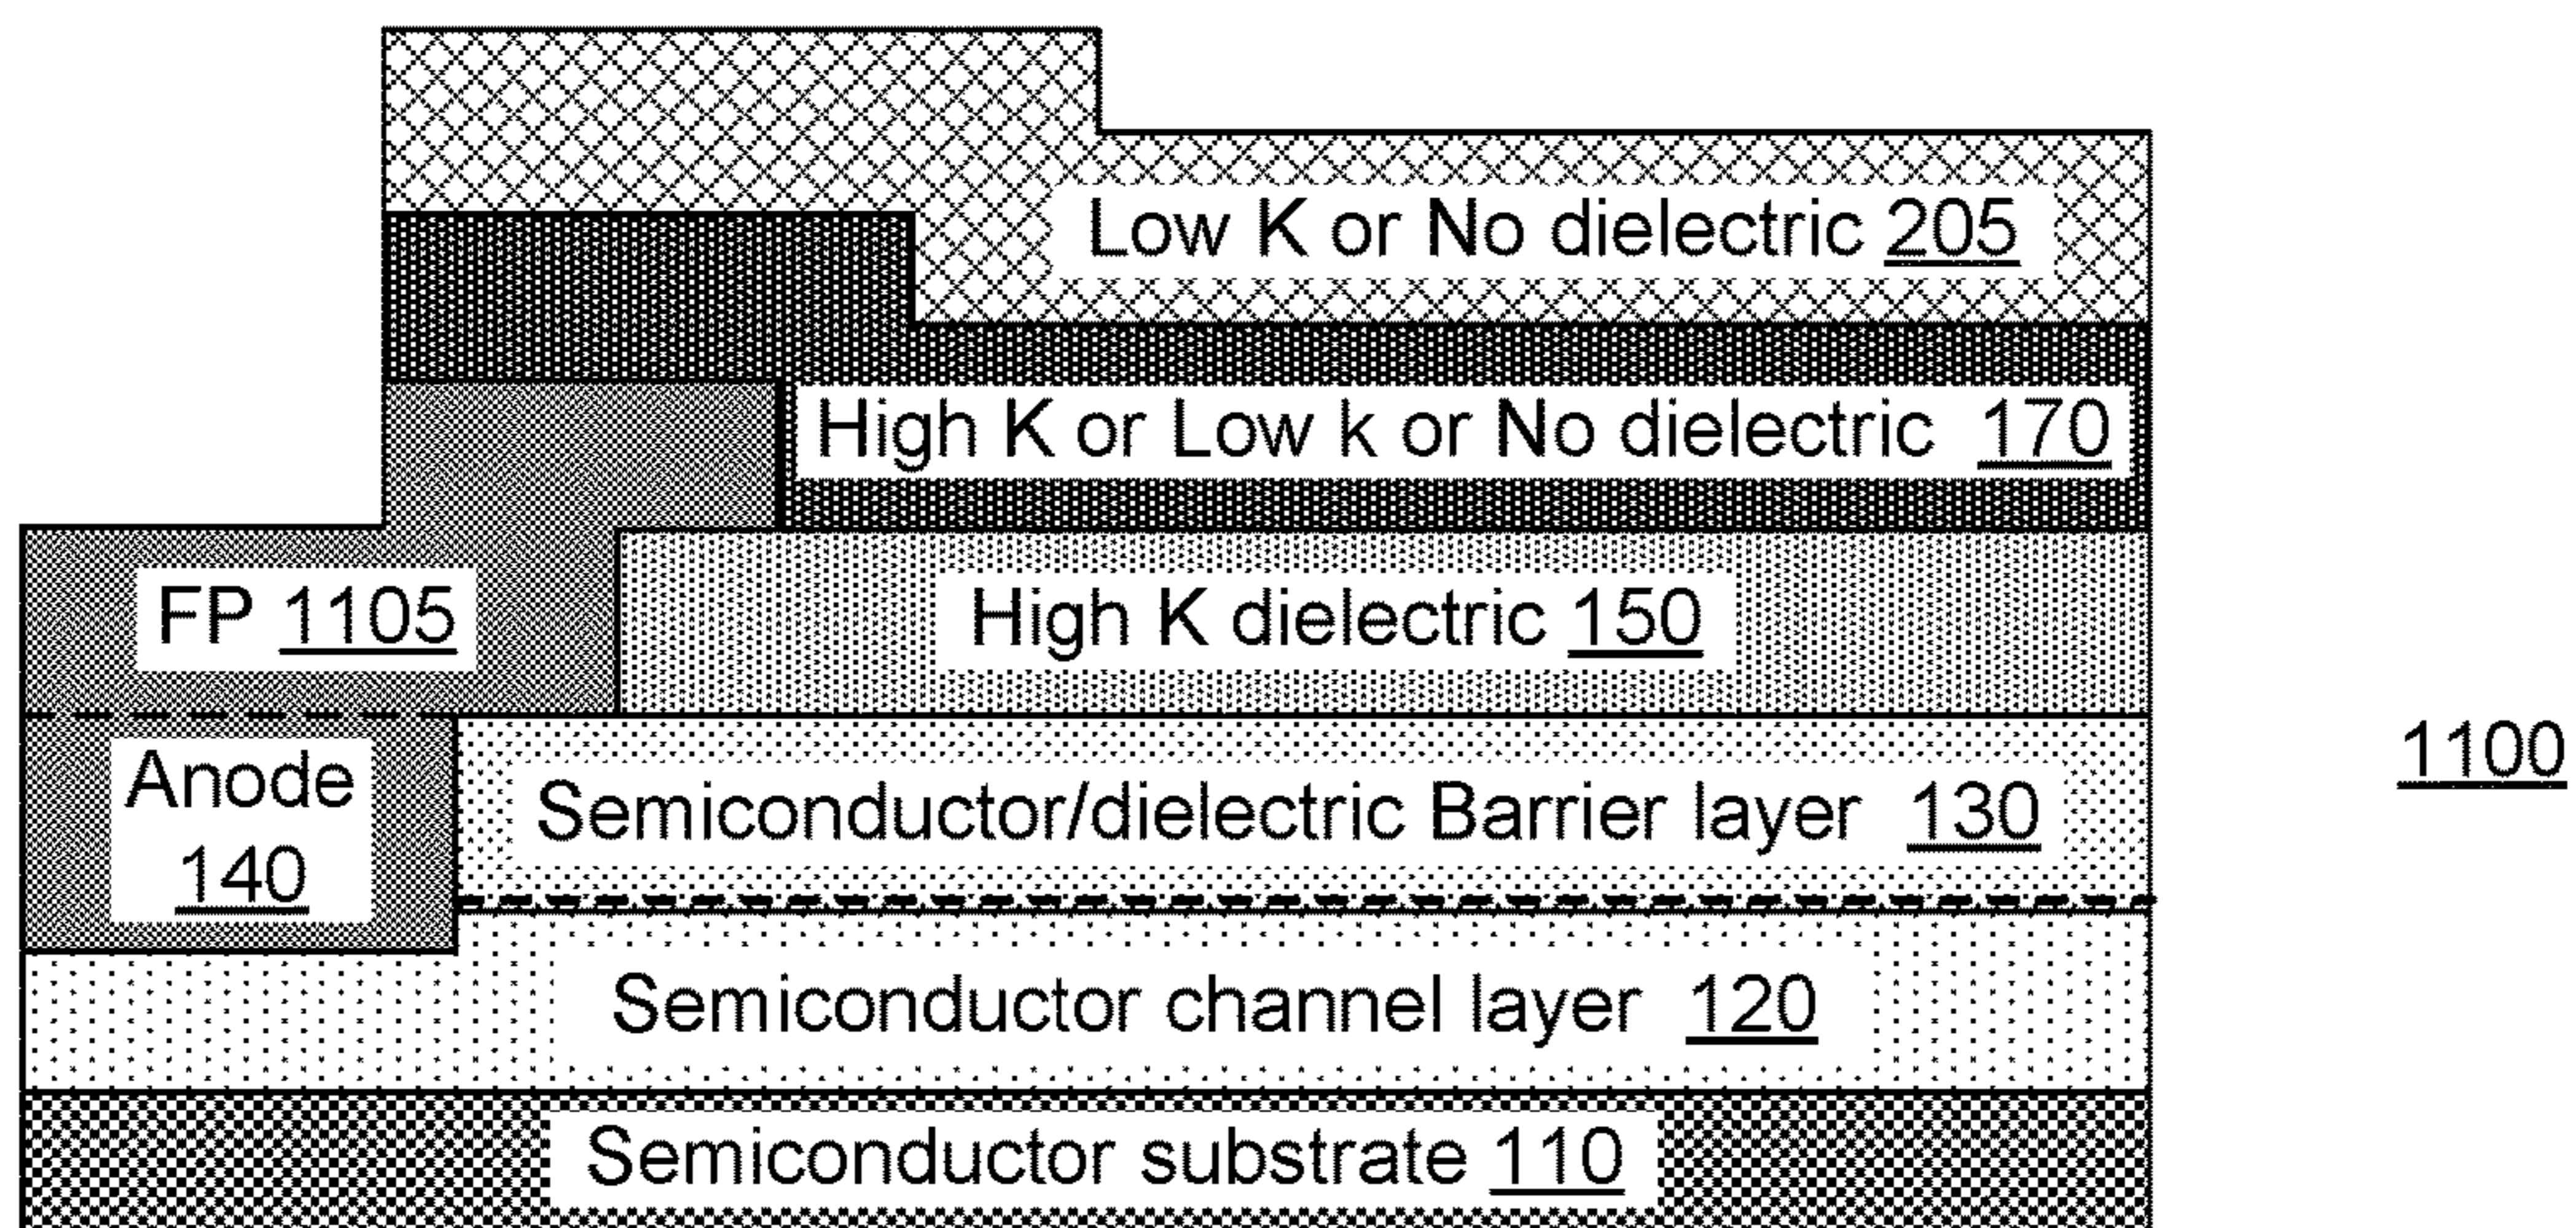 Low K or No dielectric 205
High K or Low k or No dielectric 170
FP 1105
High K dielectric 150
1100
Anode
140
Semiconductor/dielectric Barrier layer 130
Semiconductor channel layer 120
Semiconductor substrate 110